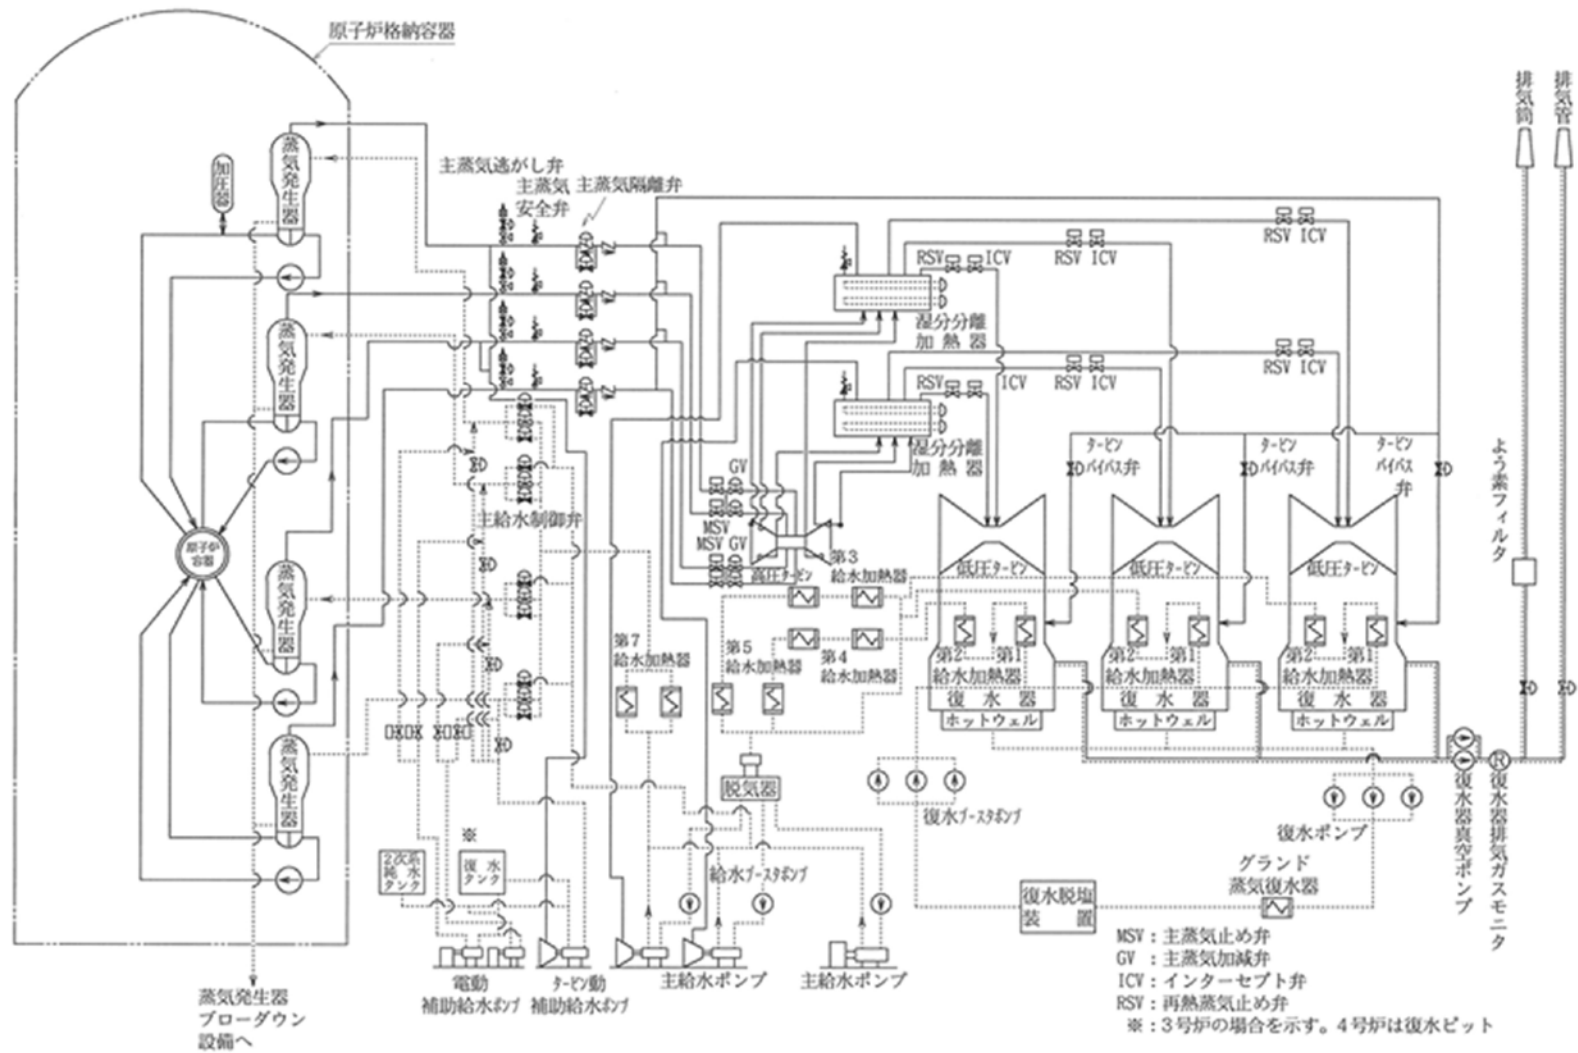 原子炉格納容器
排気筒
排気管
蒸気発生器
加圧器
主蒸気逃がし弁
主蒸気
安全弁
主蒸気隔離弁
RSV ICV
RSV ICV
RSV ICV
湿分分離
加熱器
蒸気発生器
RSV ICV
RSV ICV
RSV ICV
湿分分離
加熱器
タービン
バイパス弁
タービン
バイパス弁
タービン
バイパス
弁
よう素フィルタ
GV
MSV
MSV GV
主給水制御弁
原子炉
容器
高圧タービン
第3
給水加熱器
低圧タービン
低圧タービン
低圧タービン
蒸気発生器
第7
給水加熱器
第5
給水加熱器
第4
給水加熱器
第2 第1
給水加熱器
復水器
ホットウェル
第2 第1
給水加熱器
復水器
ホットウェル
第2 第1
給水加熱器
復水器
ホットウェル
蒸気発生器
脱気器
復水ブースタポンプ
復水ポンプ
R
復水器真空ポンプ
復水器排気ガスモニタ
※
2次系
純水
タンク
復水
タンク
給水ブースタポンプ
グランド
蒸気復水器
復水脱塩
装置
電動
補助給水ポンプ
タービン動
補助給水ポンプ
主給水ポンプ
主給水ポンプ
蒸気発生器
ブローダウン
設備へ
MSV：主蒸気止め弁
GV：主蒸気加減弁
ICV：インターセプト弁
RSV：再熱蒸気止め弁
※：3号炉の場合を示す。4号炉は復水ピット